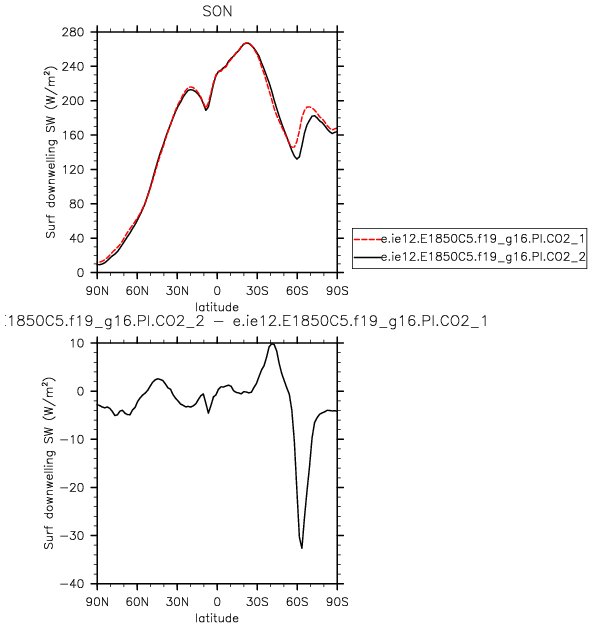 SON
Surf downwelling SW (W/m²)
280
240
200
160
120
80
40
0
90N 60N 30N 0 30S 60S 90S
latitude
e.ie12.E1850C5.f19_g16.PI.CO2_1
e.ie12.E1850C5.f19_g16.PI.CO2_2
.1850C5.f19_g16.PI.CO2_2 − e.ie12.E1850C5.f19_g16.PI.CO2_1
Surf downwelling SW (W/m²)
10
0
−10
−20
−30
−40
90N 60N 30N 0 30S 60S 90S
latitude